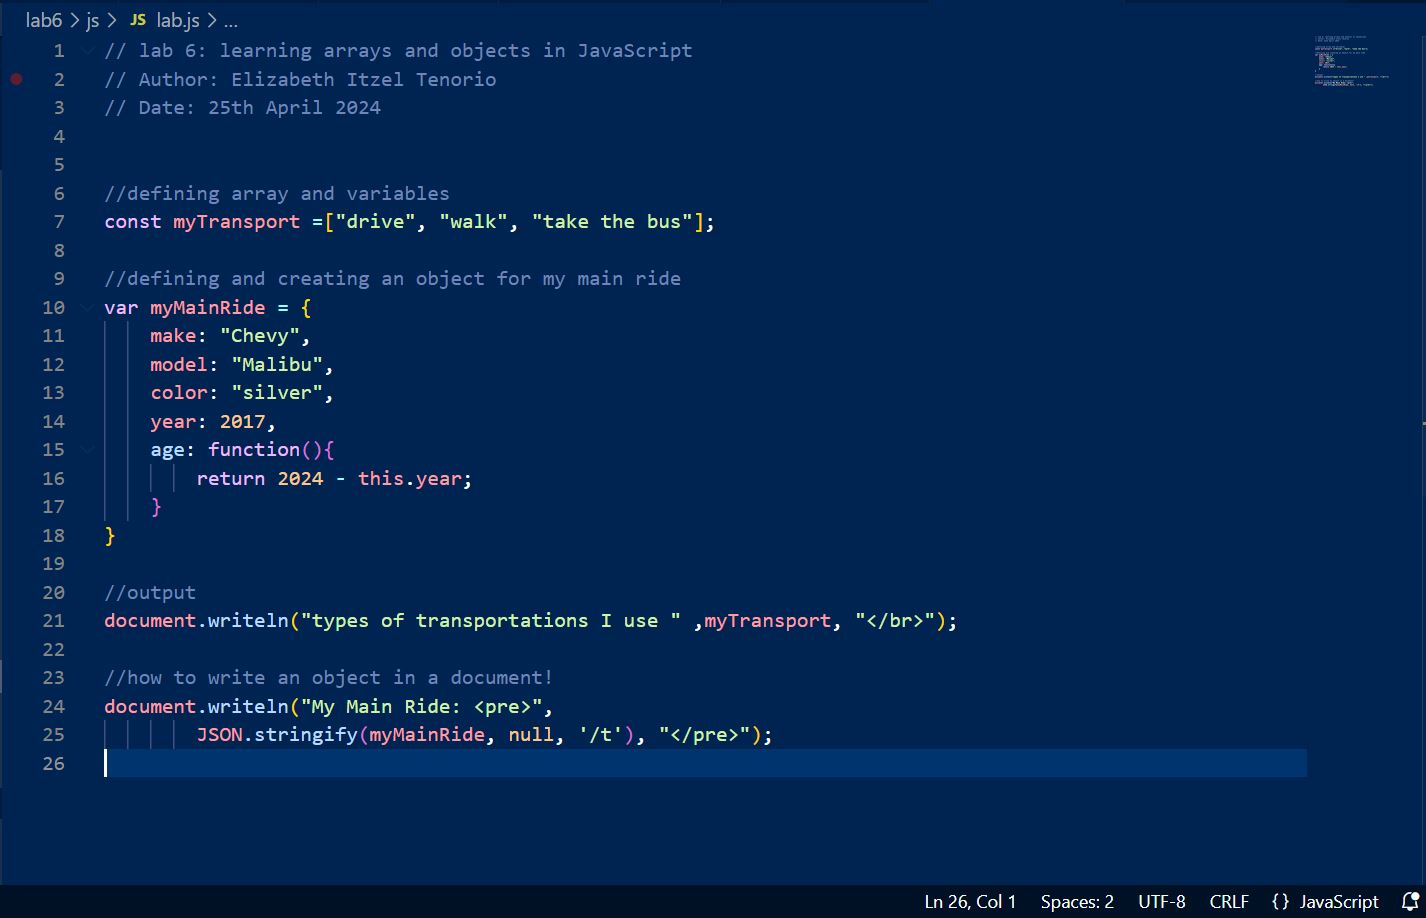 lab6 > js > JS lab.js > ...
1 // lab 6: learning arrays and objects in JavaScript
2 // Author: Elizabeth Itzel Tenorio
3 // Date: 25th April 2024
4
5
6 //defining array and variables
7 const myTransport =["drive", "walk", "take the bus"];
8
9 //defining and creating an object for my main ride
10 var myMainRide = {
11     make: "Chevy",
12     model: "Malibu",
13     color: "silver",
14     year: 2017,
15     age: function(){
16         return 2024 - this.year;
17     }
18 }
19
20 //output
21 document.writeln("types of transportations I use " ,myTransport, "</br>");
22
23 //how to write an object in a document!
24 document.writeln("My Main Ride: <pre>",
25         JSON.stringify(myMainRide, null, '/t'), "</pre>");
26
Ln 26, Col 1 Spaces: 2 UTF-8 CRLF {} JavaScript